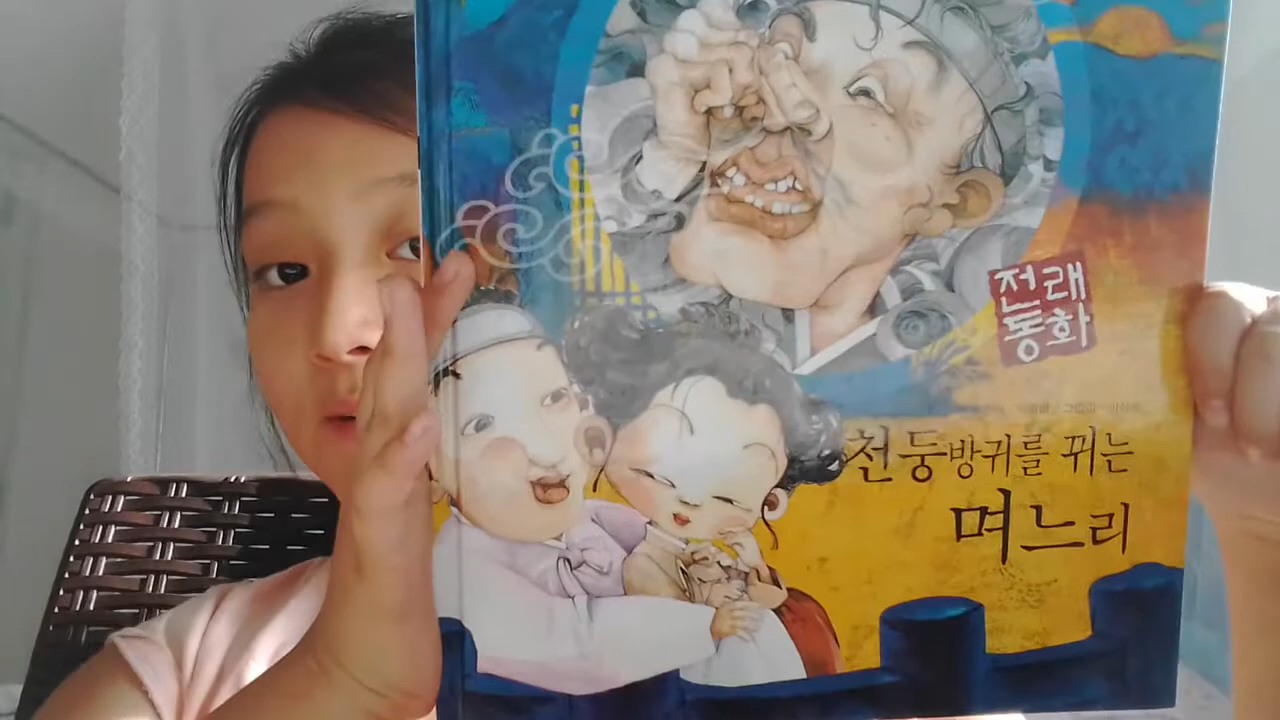 전래
동화
천둥방귀를 뀌는
며느리